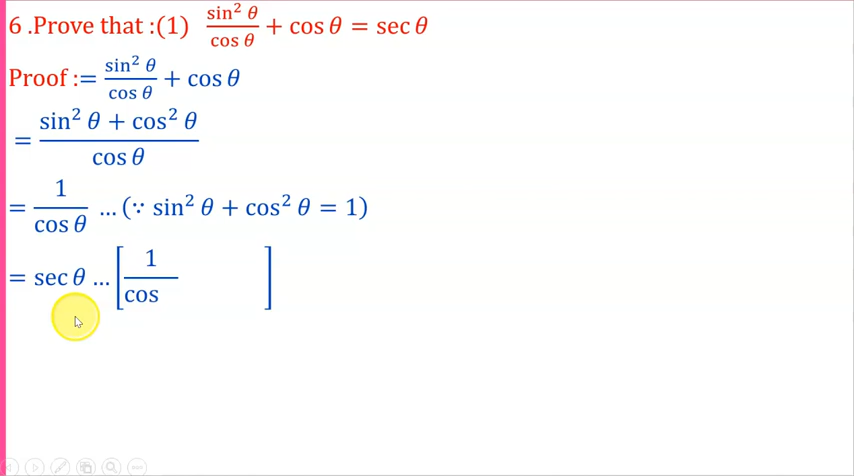 6 .Prove that :(1) sin² θ / cos θ + cos θ = sec θ
Proof := sin² θ / cos θ + cos θ
= sin² θ + cos² θ / cos θ
= 1 / cos θ ... (∵ sin² θ + cos² θ = 1)
= sec θ ... [ 1 / cos ]